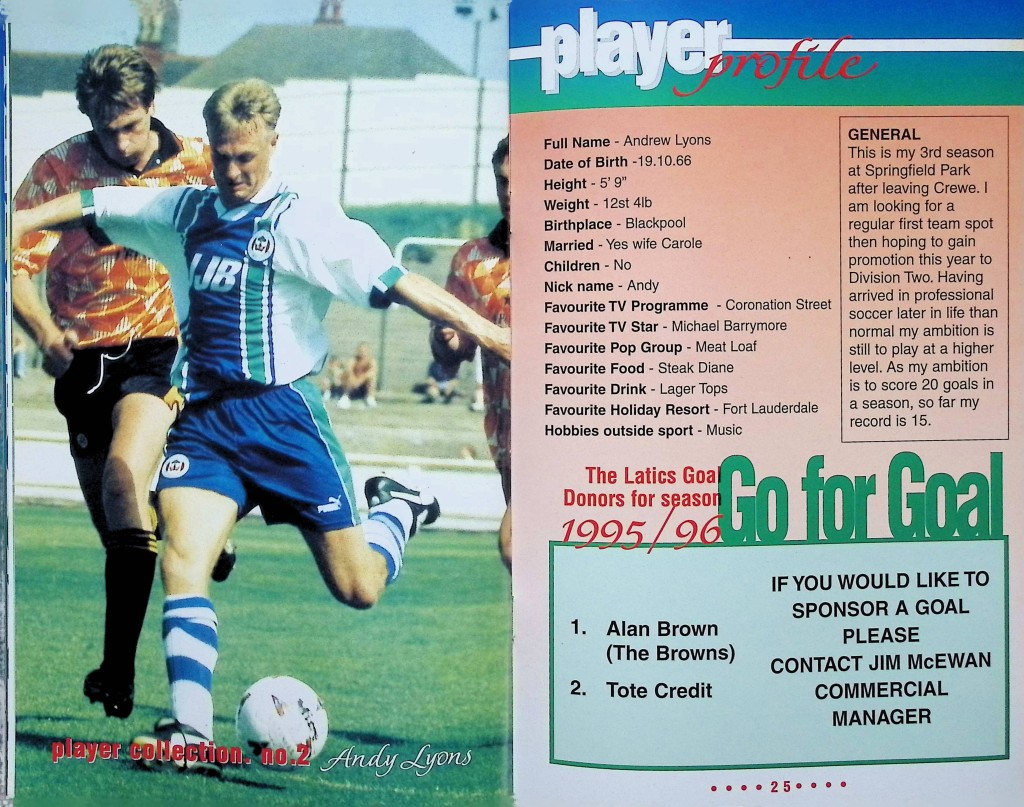 JJB
PUMA
player collection. no.2 Andy Lyons
player profile
Full Name - Andrew Lyons
Date of Birth -19.10.66
Height - 5' 9"
Weight - 12st 4lb
Birthplace - Blackpool
Married - Yes wife Carole
Children - No
Nick name - Andy
Favourite TV Programme - Coronation Street
Favourite TV Star - Michael Barrymore
Favourite Pop Group - Meat Loaf
Favourite Food - Steak Diane
Favourite Drink - Lager Tops
Favourite Holiday Resort - Fort Lauderdale
Hobbies outside sport - Music
GENERAL
This is my 3rd season
at Springfield Park
after leaving Crewe. I
am looking for a
regular first team spot
then hoping to gain
promotion this year to
Division Two. Having
arrived in professional
soccer later in life than
normal my ambition is
still to play at a higher
level. As my ambition
is to score 20 goals in
a season, so far my
record is 15.
The Latics Goal
Donors for season
1995/96
Go for Goal
1. Alan Brown
(The Browns)
2. Tote Credit
IF YOU WOULD LIKE TO
SPONSOR A GOAL
PLEASE
CONTACT JIM McEWAN
COMMERCIAL
MANAGER
• • • • 25 • • • •